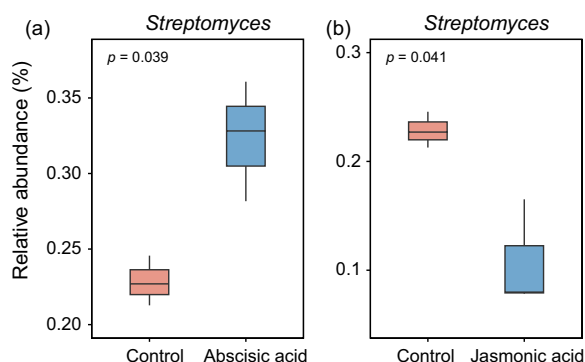 (a) Streptomyces
p = 0.039
Relative abundance (%)
0.35
0.30
0.25
0.20
Control Abscisic acid
(b) Streptomyces
p = 0.041
0.3
0.2
0.1
Control Jasmonic acid